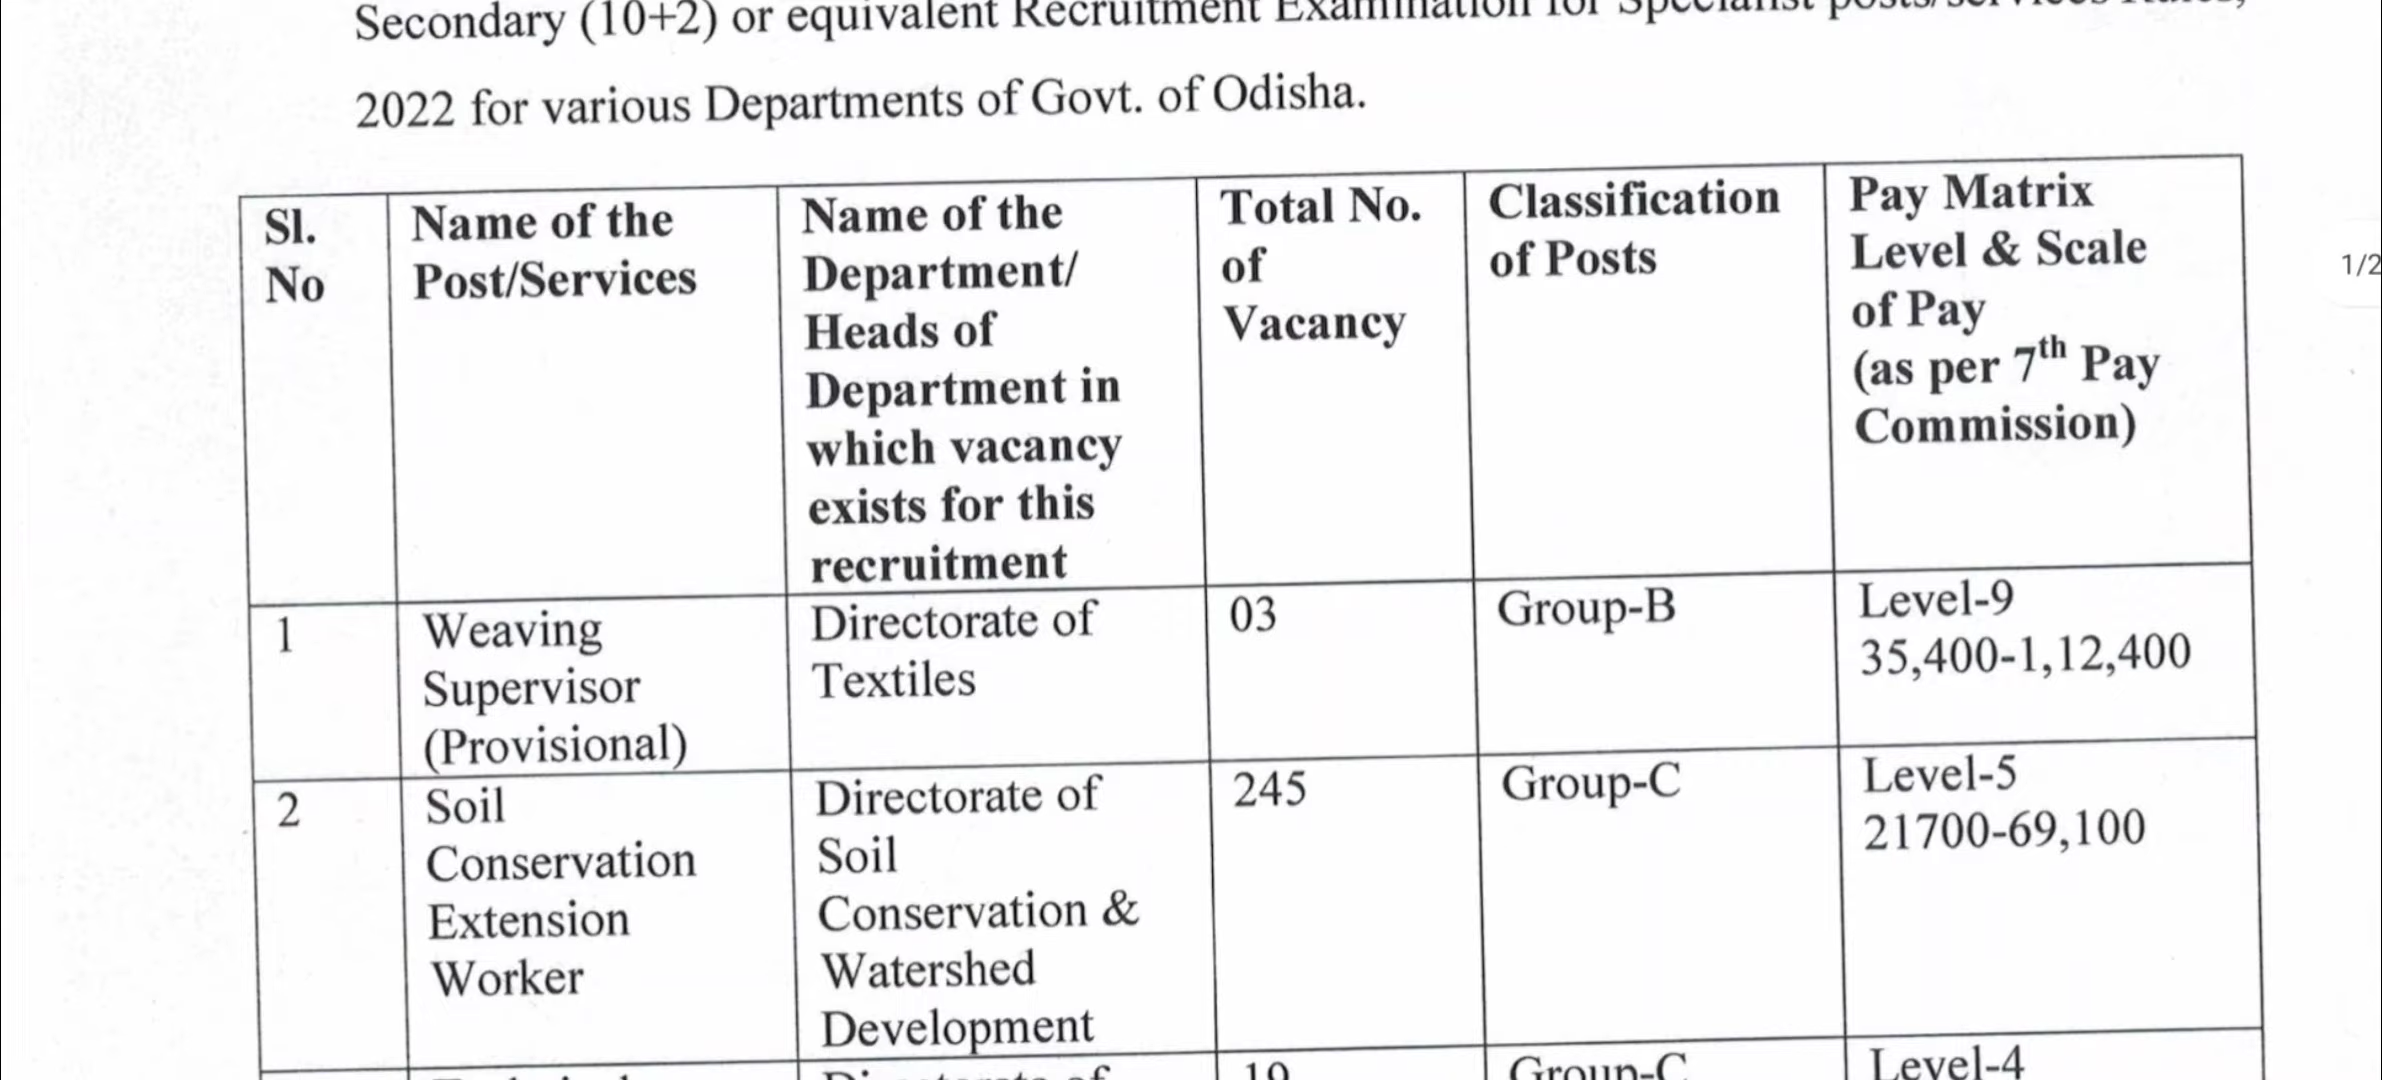 Secondary (10+2) or equivalent Recruitment Examination for Specialist posts/services Rules,
2022 for various Departments of Govt. of Odisha.
Sl.
No
Name of the
Post/Services
Name of the
Department/
Heads of
Department in
which vacancy
exists for this
recruitment
Total No.
of
Vacancy
Classification
of Posts
Pay Matrix
Level & Scale
of Pay
(as per 7th Pay
Commission)
1
Weaving
Supervisor
(Provisional)
Directorate of
Textiles
03
Group-B
Level-9
35,400-1,12,400
2
Soil
Conservation
Extension
Worker
Directorate of
Soil
Conservation &
Watershed
Development
245
Group-C
Level-5
21700-69,100
Directorate of
Group-C
Level-4
1/2